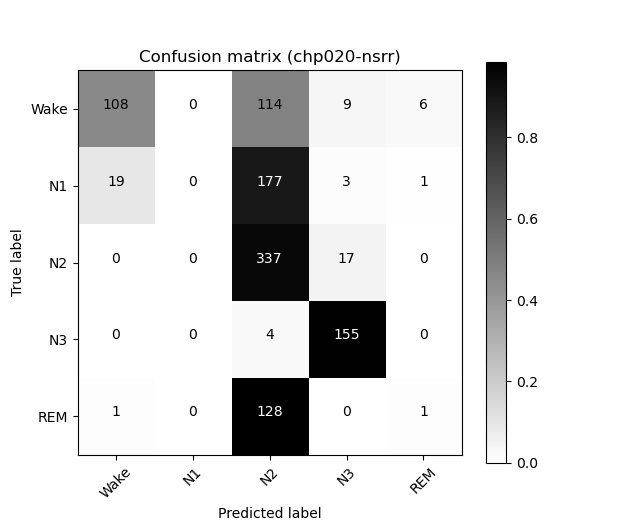 Confusion matrix (chp020-nsrr)
Wake 108 0 114 9 6
N1 19 0 177 3 1
N2 0 0 337 17 0
N3 0 0 4 155 0
REM 1 0 128 0 1
Wake N1 N2 N3 REM
True label
Predicted label
0.8
0.6
0.4
0.2
0.0